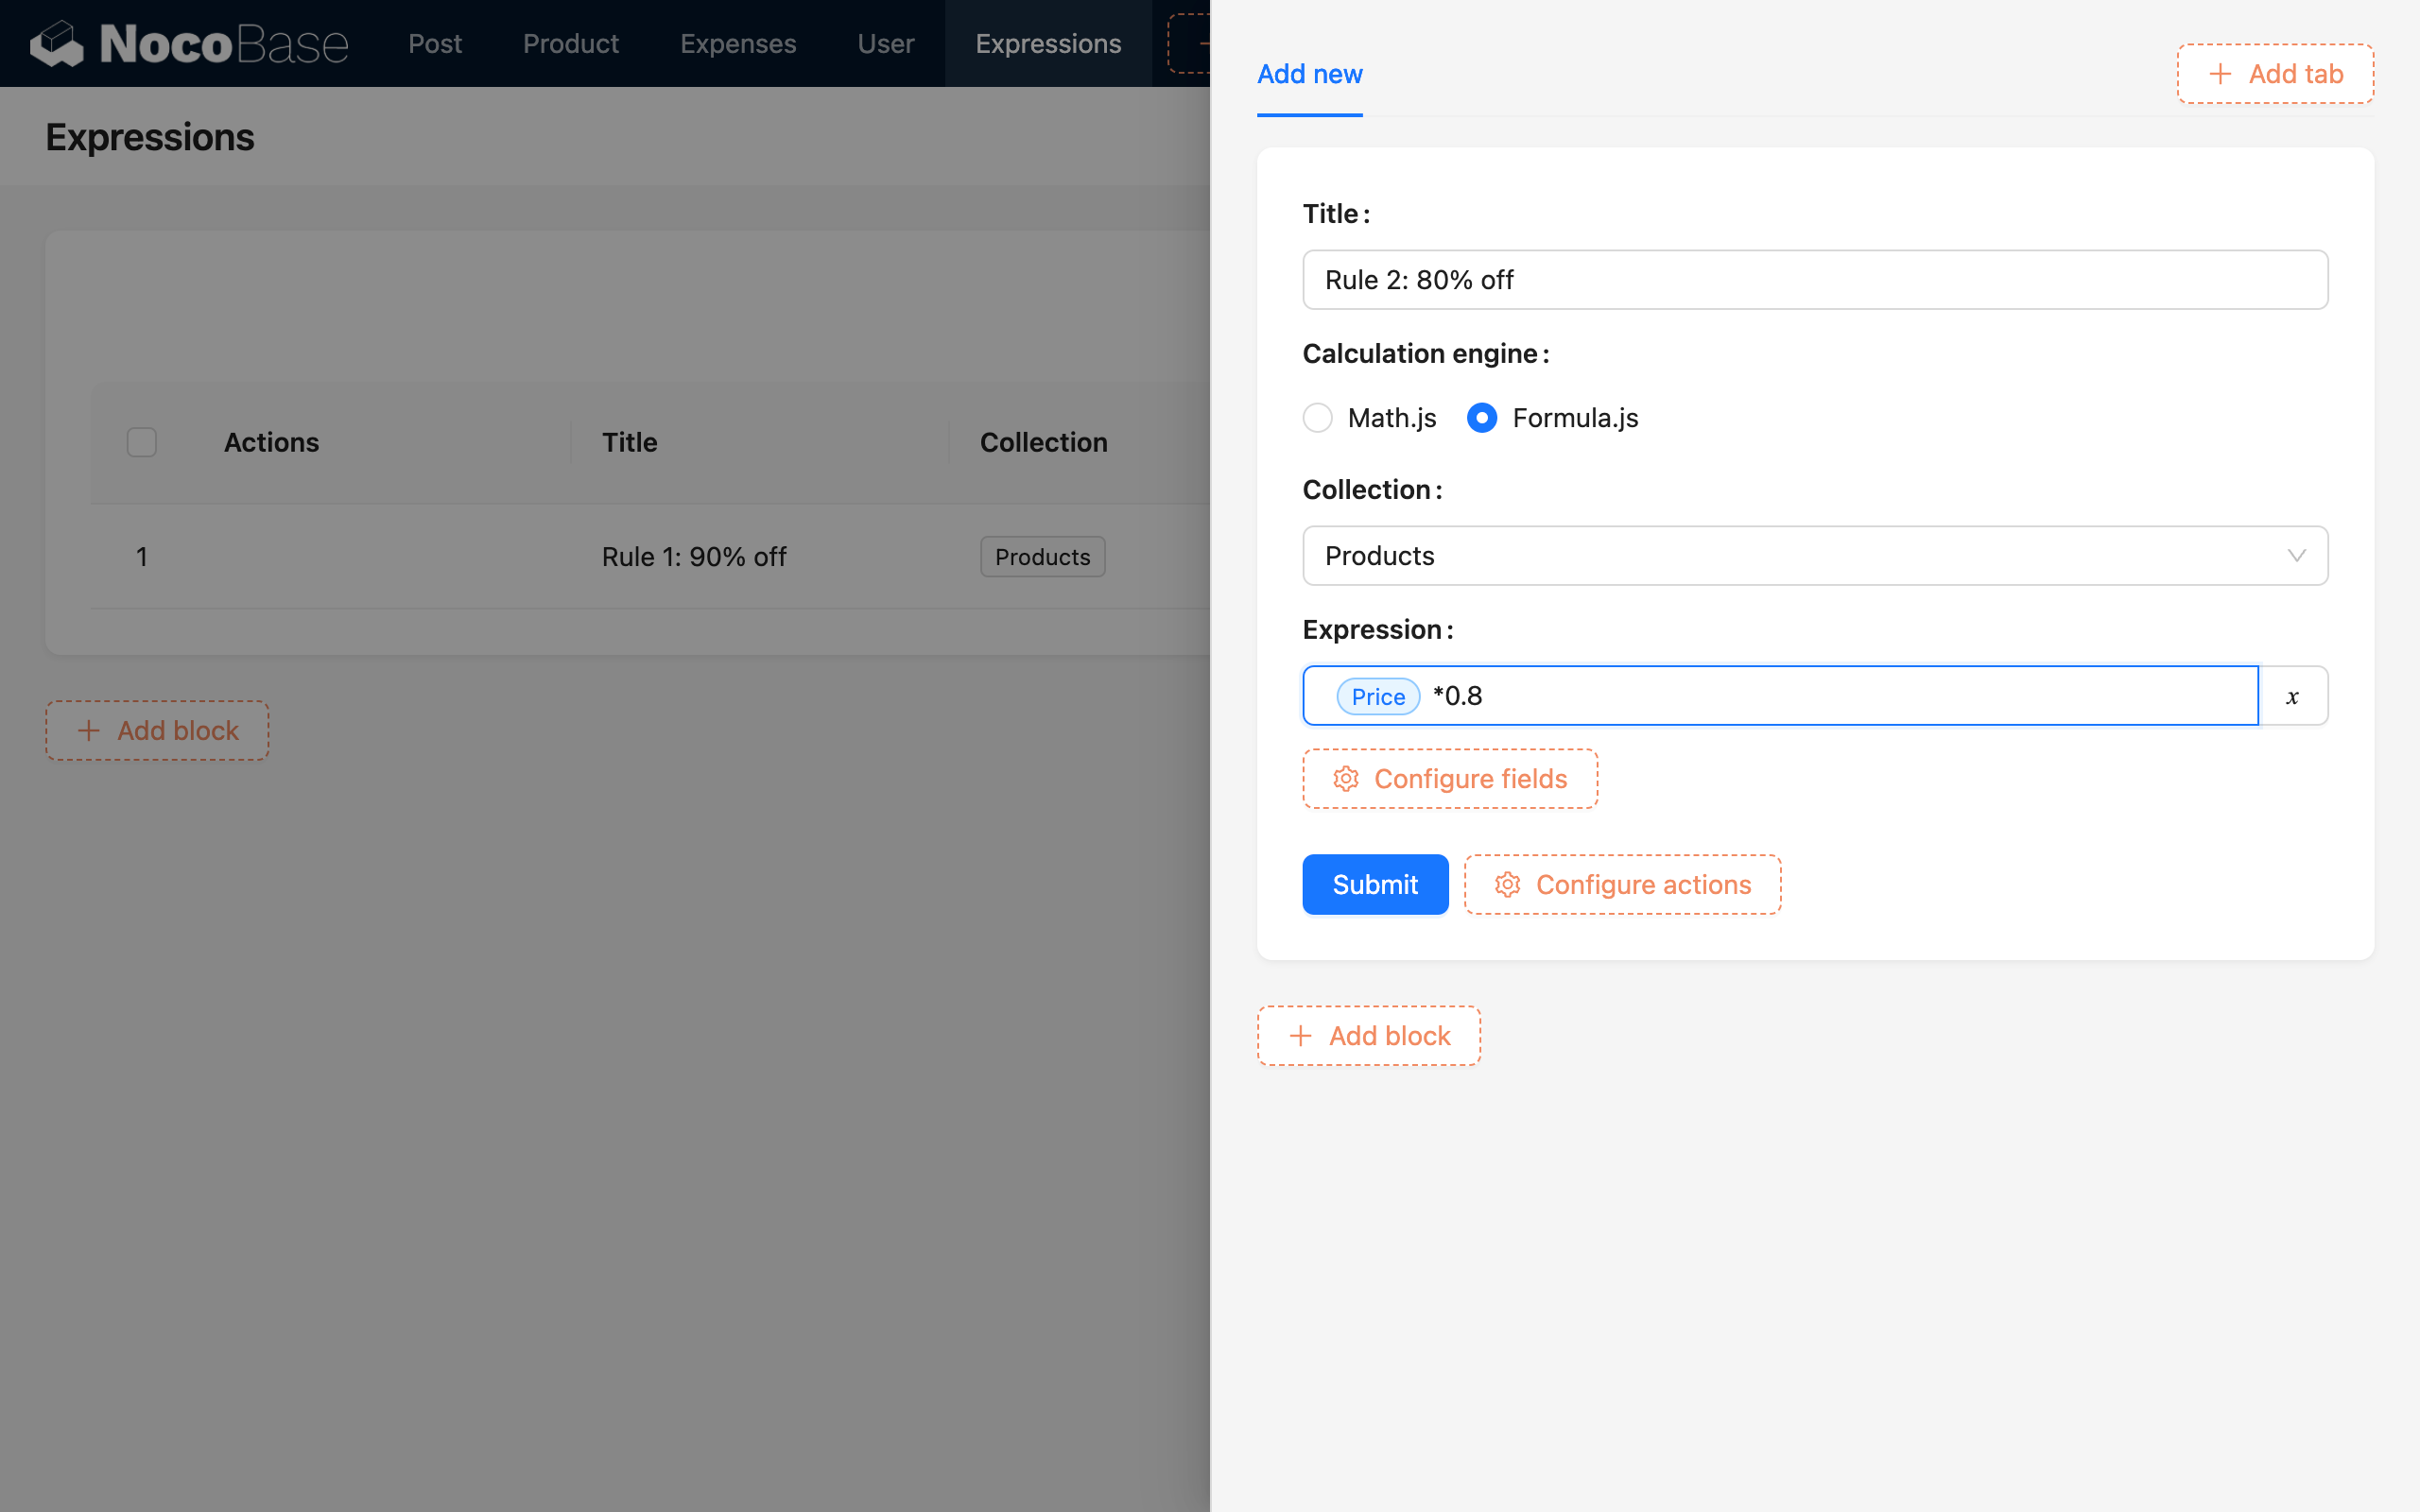 NocoBase
Post
Product
Expenses
User
Expressions
Expressions
Actions
Title
Collection
1
Rule 1: 90% off
Products
Add block
Add new
Add tab
Title:
Rule 2: 80% off
Calculation engine:
Math.js
Formula.js
Collection:
Products
Expression:
Price *0.8
x
Configure fields
Submit
Configure actions
Add block